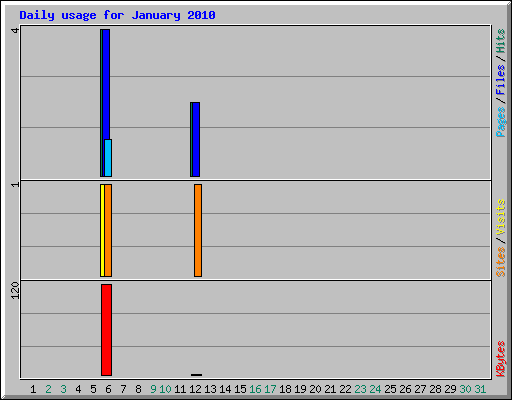 Daily usage for January 2010
4
Pages / Files / Hits
1
Sites / Visits
120
KBytes
1 2 3 4 5 6 7 8 9 10 11 12 13 14 15 16 17 18 19 20 21 22 23 24 25 26 27 28 29 30 31